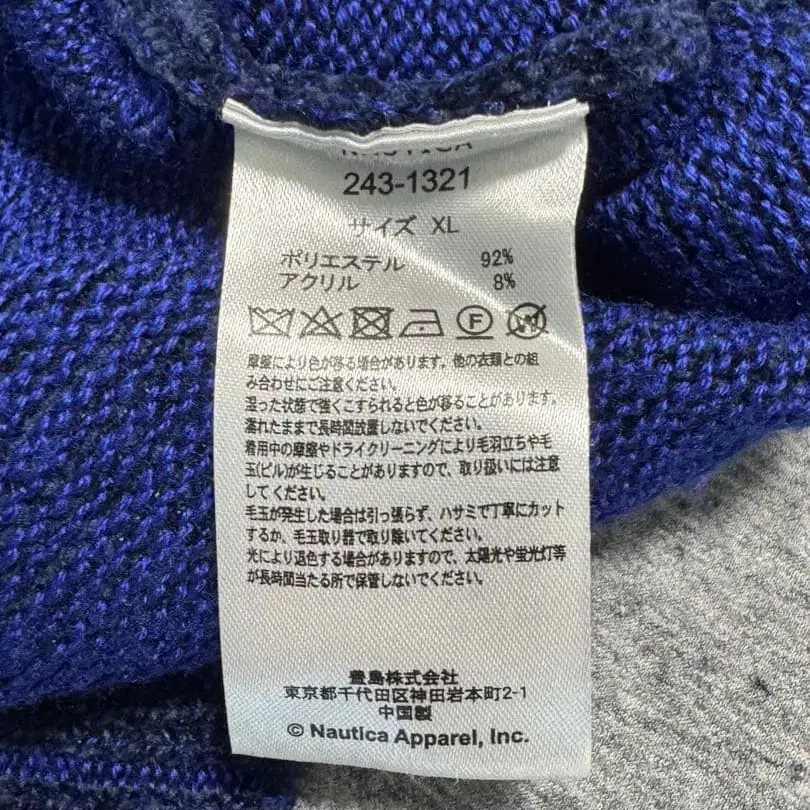 NAUTICA
243-1321
サイズ XL
ポリエステル 92%
アクリル 8%
F W
摩擦により色が移る場合があります。他の衣類との組
み合わせにご注意ください。
湿った状態で強くこすられると色が移ることがあります。
濡れたままで長時間放置しないでください。
着用中の摩擦やドライクリーニングにより毛羽立ちや毛
玉(ピル)が生じることがありますので、取り扱いには注意
してください。
毛玉が発生した場合は引っ張らず、ハサミで丁寧にカット
するか、毛玉取り器で取り除いてください。
光により退色する場合がありますので、太陽光や蛍光灯等
が長時間当たる所で保管しないでください。
豊島株式会社
東京都千代田区神田岩本町2-1
中国製
© Nautica Apparel, Inc.